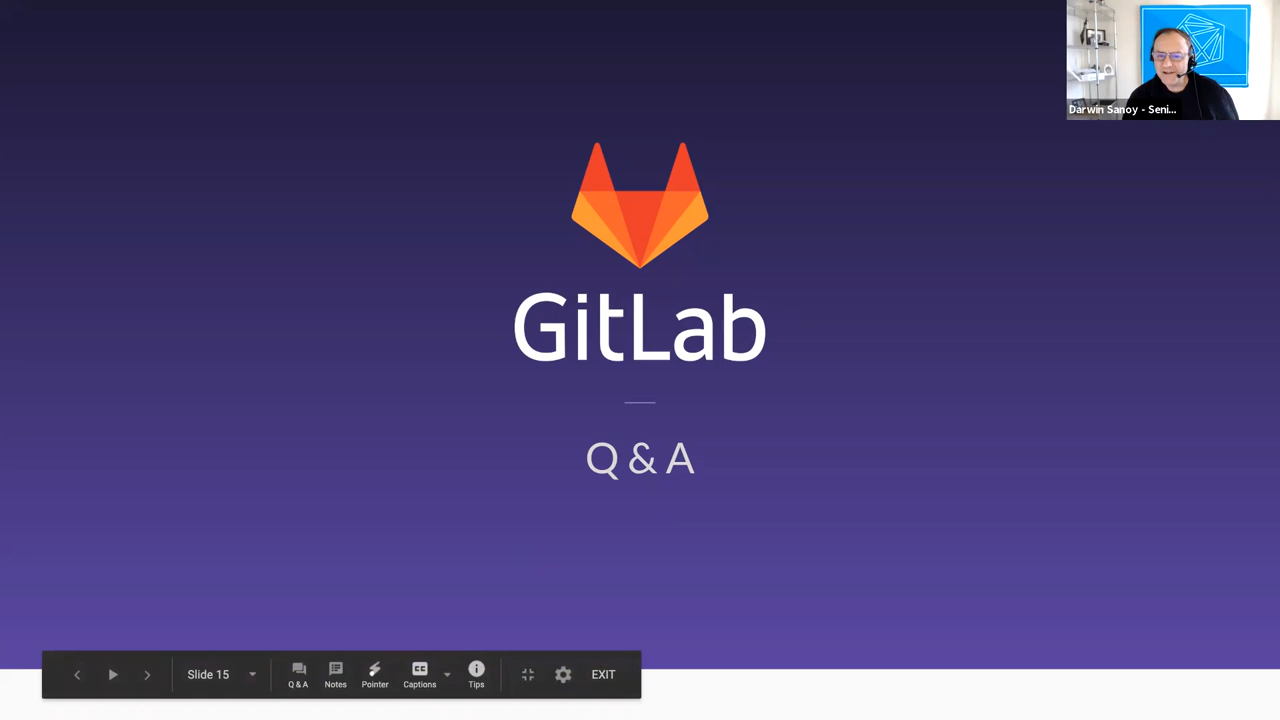 Darwin Sanoy - Seni...
GitLab
Q & A
Slide 15
Q & A
Notes
Pointer
Captions
Tips
EXIT